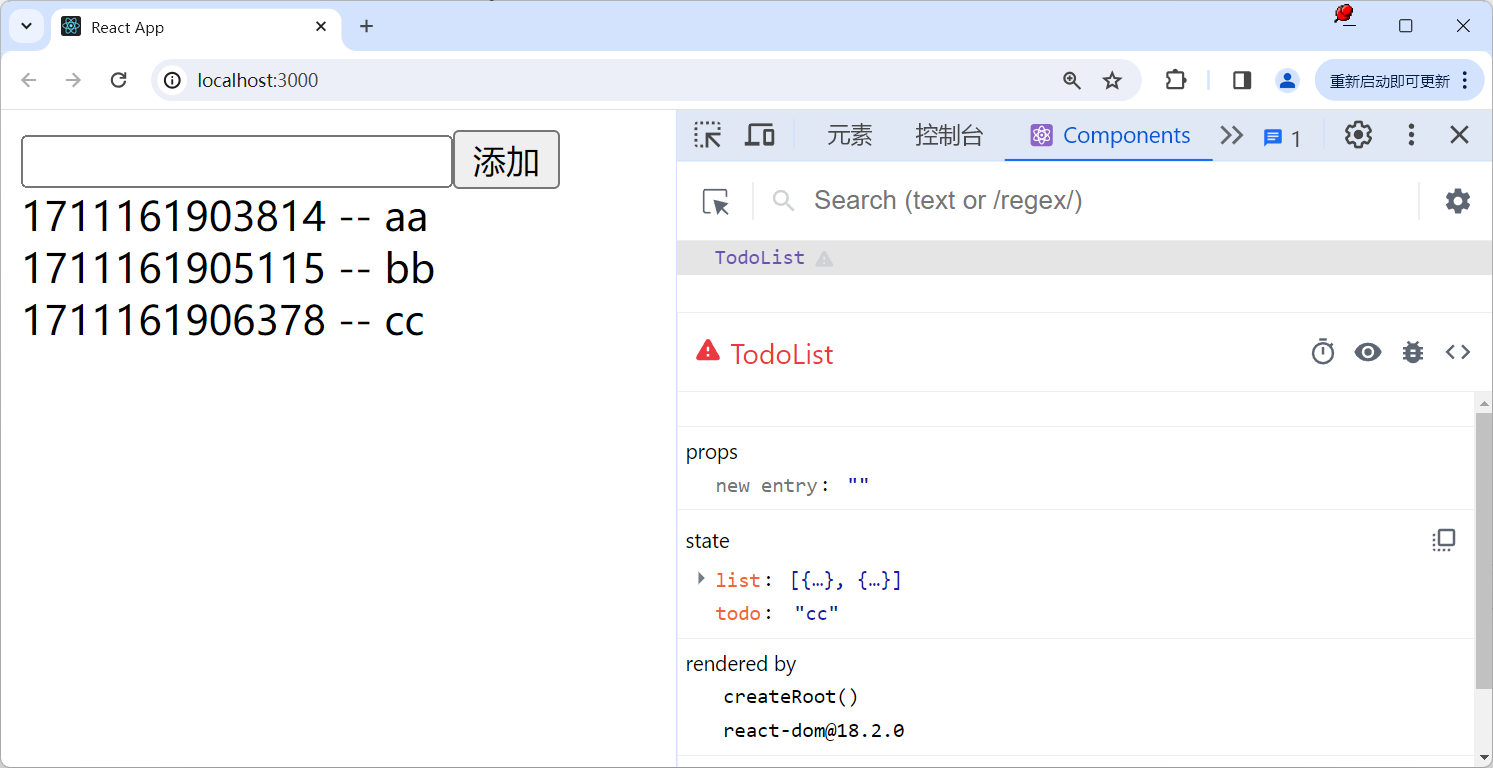 React App
localhost:3000
重新启动即可更新
添加
1711161903814 -- aa
1711161905115 -- bb
1711161906378 -- cc
元素 控制台 Components 1
Search (text or /regex/)
TodoList
TodoList
props
new entry: ""
state
list: [{…}, {…}]
todo: "cc"
rendered by
createRoot()
react-dom@18.2.0